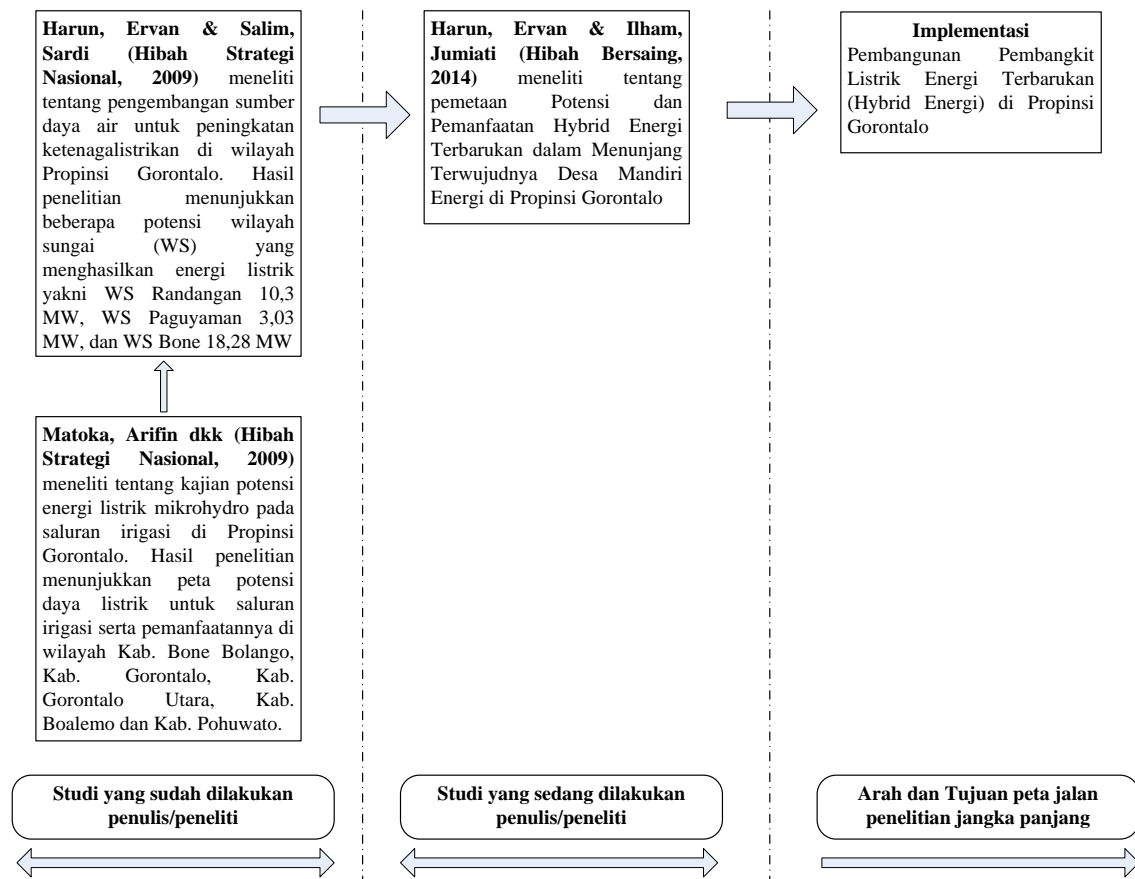 Harun, Ervan & Salim,
Sardi (Hibah Strategi
Nasional, 2009) meneliti
tentang pengembangan sumber
daya air untuk peningkatan
ketenagalistrikan di wilayah
Propinsi Gorontalo. Hasil
penelitian menunjukkan
beberapa potensi wilayah
sungai (WS) yang
menghasilkan energi listrik
yakni WS Randangan 10,3
MW, WS Paguyaman 3,03
MW, dan WS Bone 18,28 MW
Matoka, Arifin dkk (Hibah
Strategi Nasional, 2009)
meneliti tentang kajian potensi
energi listrik mikrohydro pada
saluran irigasi di Propinsi
Gorontalo. Hasil penelitian
menunjukkan peta potensi
daya listrik untuk saluran
irigasi serta pemanfaatannya di
wilayah Kab. Bone Bolango,
Kab. Gorontalo, Kab.
Gorontalo Utara, Kab.
Boalemo dan Kab. Pohuwato.
Studi yang sudah dilakukan
penulis/peneliti
Harun, Ervan & Ilham,
Jumiati (Hibah Bersaing,
2014) meneliti tentang
pemetaan Potensi dan
Pemanfaatan Hybrid Energi
Terbarukan dalam Menunjang
Terwujudnya Desa Mandiri
Energi di Propinsi Gorontalo
Studi yang sedang dilakukan
penulis/peneliti
Implementasi
Pembangunan Pembangkit
Listrik Energi Terbarukan
(Hybrid Energi) di Propinsi
Gorontalo
Arah dan Tujuan peta jalan
penelitian jangka panjang